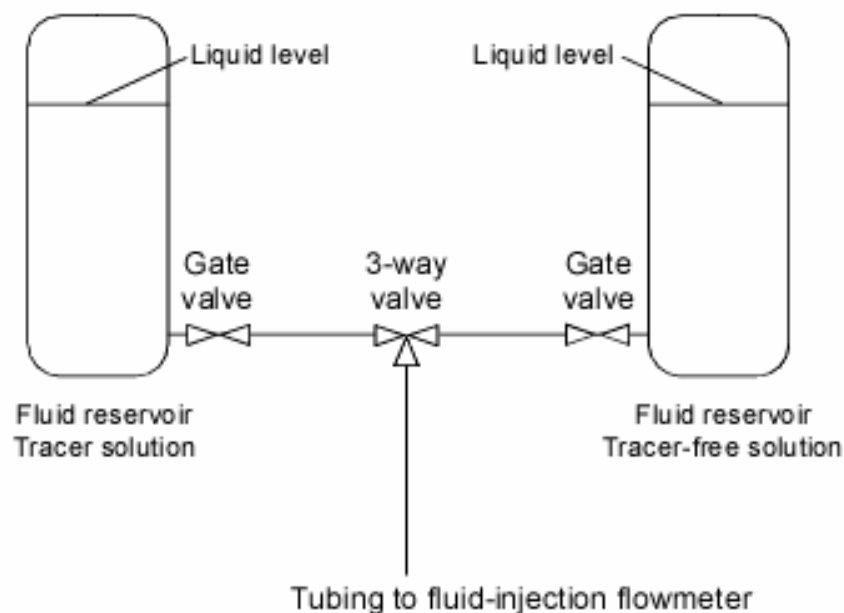 Liquid level
Liquid level
Gate
valve
3-way
valve
Gate
valve
Fluid reservoir
Tracer solution
Fluid reservoir
Tracer-free solution
Tubing to fluid-injection flowmeter